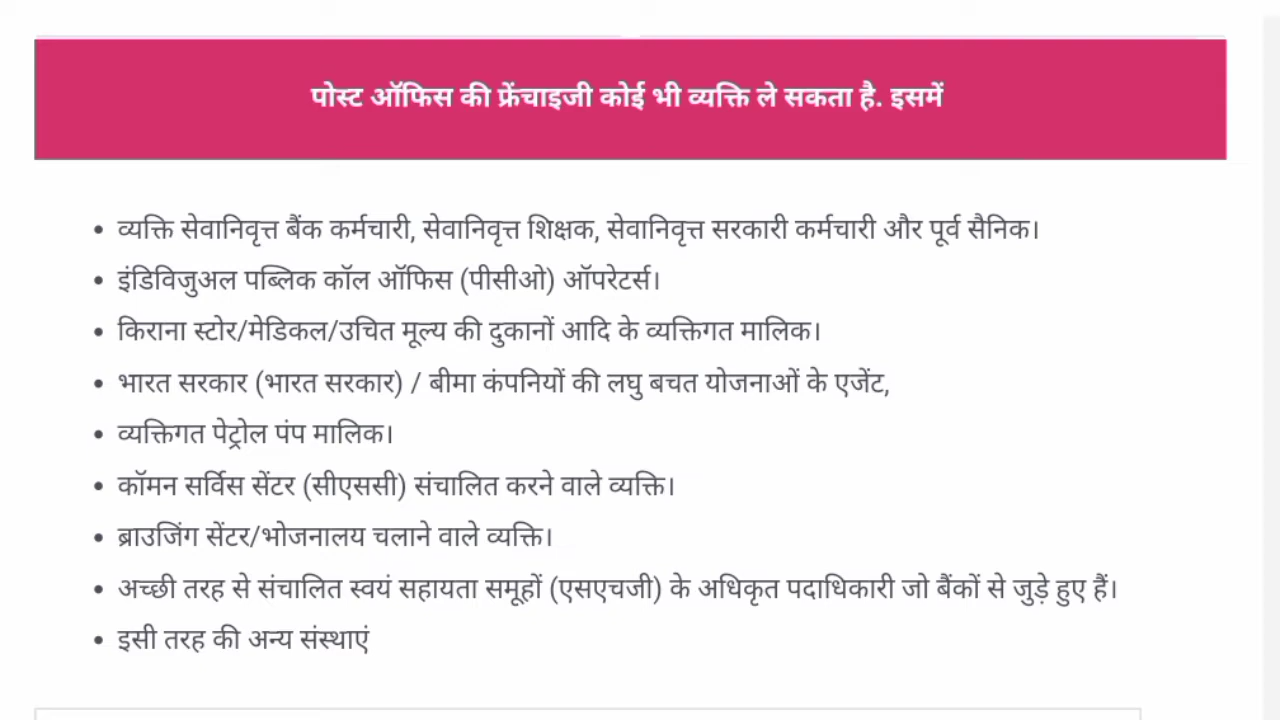 पोस्ट ऑफिस की फ्रेंचाइजी कोई भी व्यक्ति ले सकता है. इसमें
• व्यक्ति सेवानिवृत्त बैंक कर्मचारी, सेवानिवृत्त शिक्षक, सेवानिवृत्त सरकारी कर्मचारी और पूर्व सैनिक।
• इंडिविजुअल पब्लिक कॉल ऑफिस (पीसीओ) ऑपरेटर्स।
• किराना स्टोर/मेडिकल/उचित मूल्य की दुकानों आदि के व्यक्तिगत मालिक।
• भारत सरकार (भारत सरकार) / बीमा कंपनियों की लघु बचत योजनाओं के एजेंट,
• व्यक्तिगत पेट्रोल पंप मालिक।
• कॉमन सर्विस सेंटर (सीएससी) संचालित करने वाले व्यक्ति।
• ब्राउजिंग सेंटर/भोजनालय चलाने वाले व्यक्ति।
• अच्छी तरह से संचालित स्वयं सहायता समूहों (एसएचजी) के अधिकृत पदाधिकारी जो बैंकों से जुड़े हुए हैं।
• इसी तरह की अन्य संस्थाएं